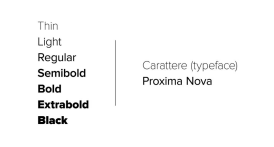 Thin
Light
Regular
Semibold
Bold
Extrabold
Black
Carattere (typeface)
Proxima Nova